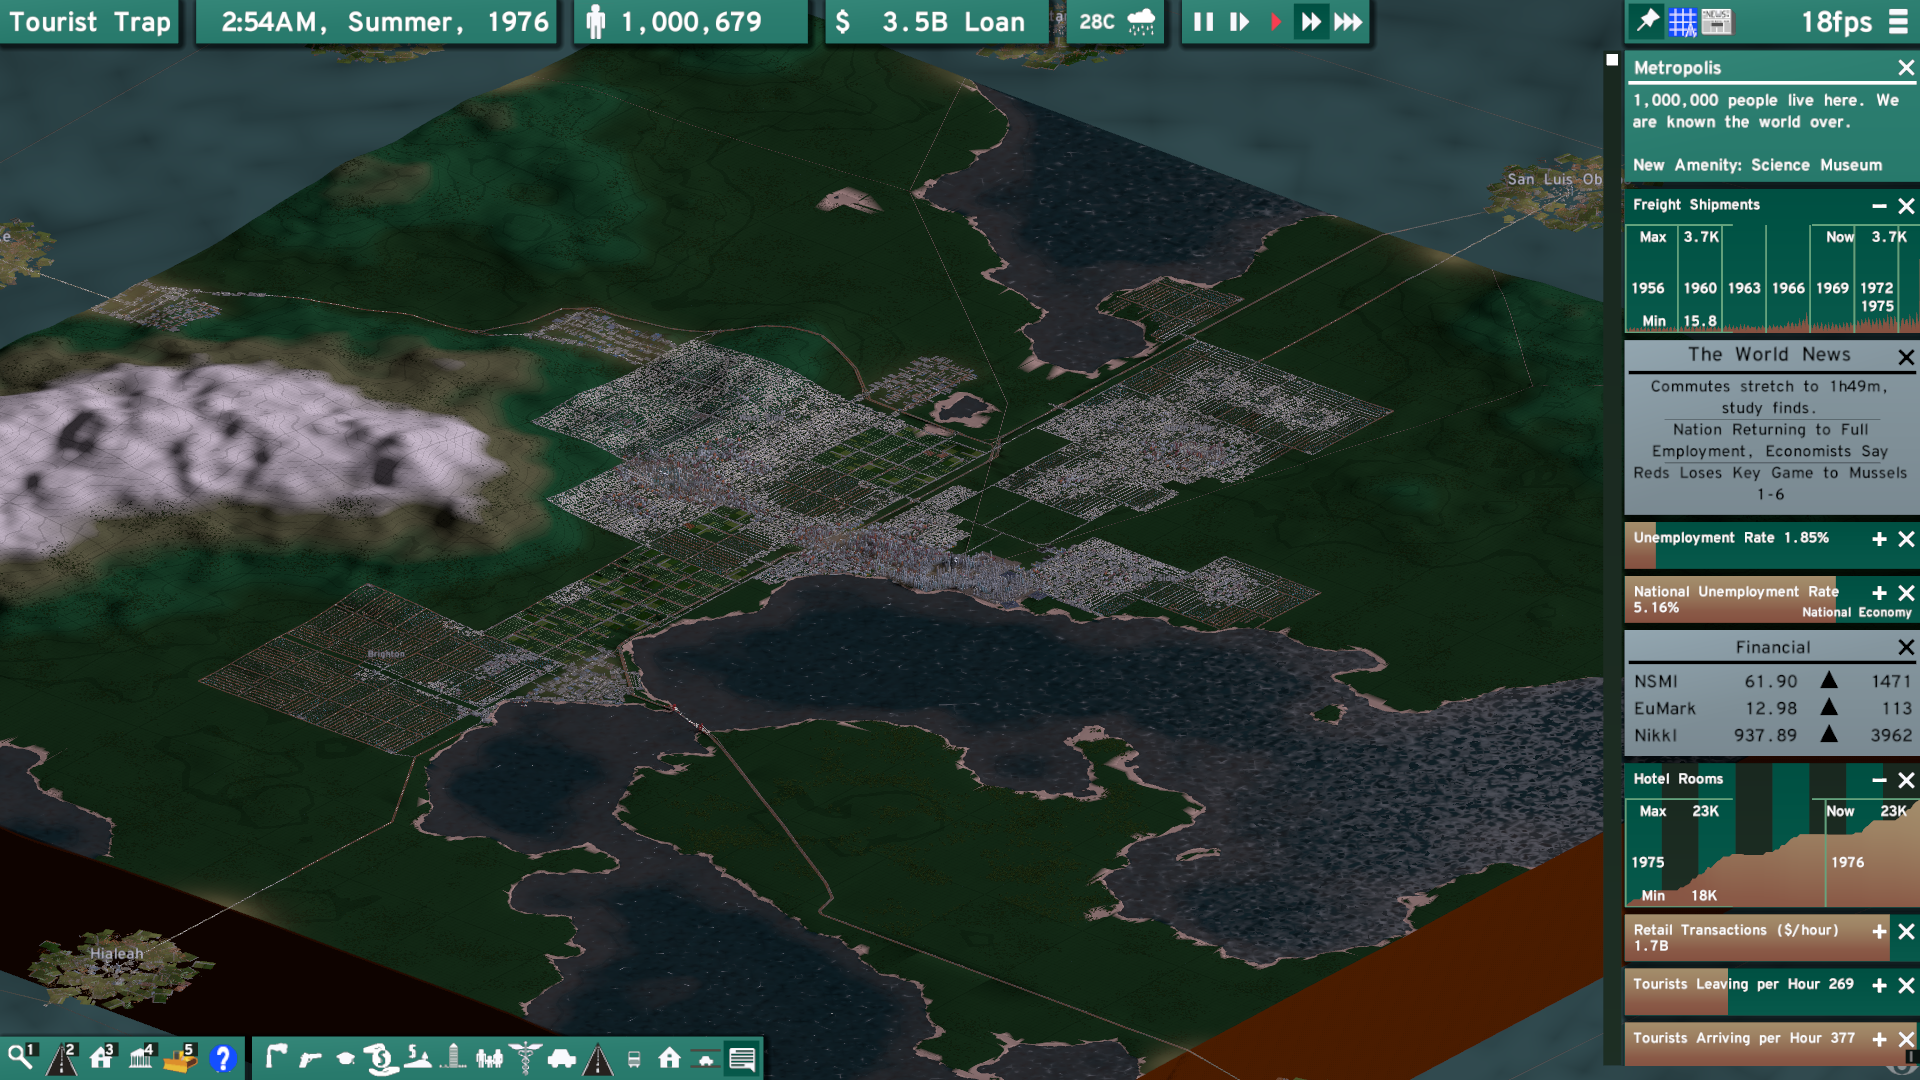 Tourist Trap
2:54AM, Summer, 1976
1,000,679
$ 3.5B Loan
28C
18fps
Metropolis
1,000,000 people live here. We
are known the world over.
New Amenity: Science Museum
San Luis Ob
Freight Shipments
Max 3.7K
Now 3.7K
1956 1960 1963 1966 1969 1972
1975
Min 15.8
The World News
Commutes stretch to 1h49m,
study finds.
Nation Returning to Full
Employment, Economists Say
Reds Loses Key Game to Mussels
1-6
Unemployment Rate 1.85%
National Unemployment Rate
5.16%
National Economy
Financial
NSMI 61.90 ▲ 1471
EuMark 12.98 ▲ 113
NikkI 937.89 ▲ 3962
Hotel Rooms
Max 23K
Now 23K
1975
1976
Min 18K
Retail Transactions ($/hour)
1.7B
Tourists Leaving per Hour 269
Tourists Arriving per Hour 377
Brighton
Hialeah
1 2 3 4 5 ?